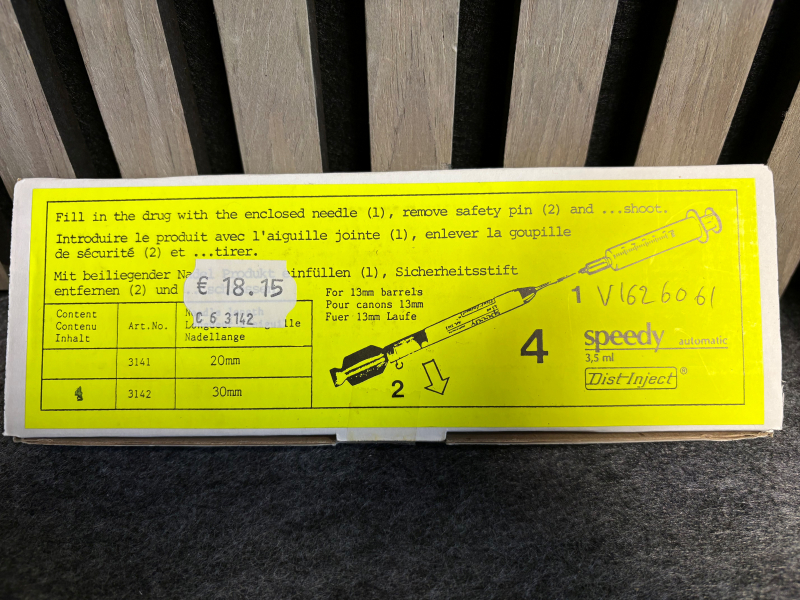 Fill in the drug with the enclosed needle (1), remove safety pin (2) and ...shoot.
Introduire le produit avec l'aiguille jointe (1), enlever la goupille
de sécurité (2) et ...tirer.
Mit beiliegender Nadel Produkt einfüllen (1), Sicherheitsstift
entfernen (2) und
€ 18.15
C 6 3142
For 13mm barrels
Pour canons 13mm
Fuer 13mm Laufe
Content
Contenu
Inhalt
Art.No.
Nadellange
3141 20mm
4 3142 30mm
1
2
4
V1626061
speedy automatic
3,5 ml
Dist-Inject®
speedy